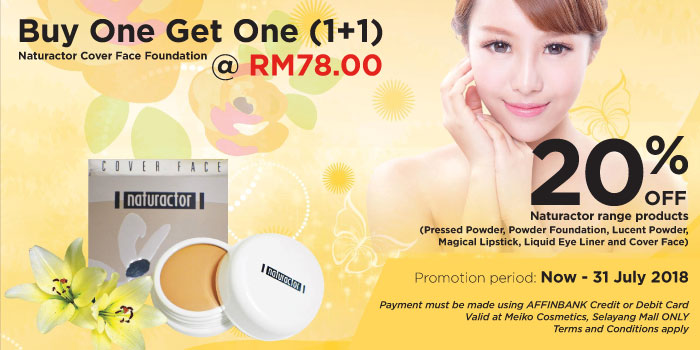 Buy One Get One (1+1)
Naturactor Cover Face Foundation @ RM78.00
COVER FACE
naturactor
naturactor
20% OFF
Naturactor range products
(Pressed Powder, Powder Foundation, Lucent Powder,
Magical Lipstick, Liquid Eye Liner and Cover Face)
Promotion period: Now - 31 July 2018
Payment must be made using AFFINBANK Credit or Debit Card
Valid at Meiko Cosmetics, Selayang Mall ONLY
Terms and Conditions apply